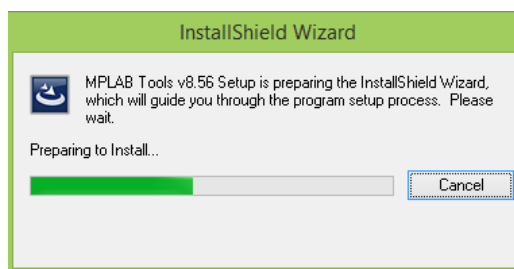 InstallShield Wizard
MPLAB Tools v8.56 Setup is preparing the InstallShield Wizard,
which will guide you through the program setup process. Please
wait.
Preparing to Install...
Cancel